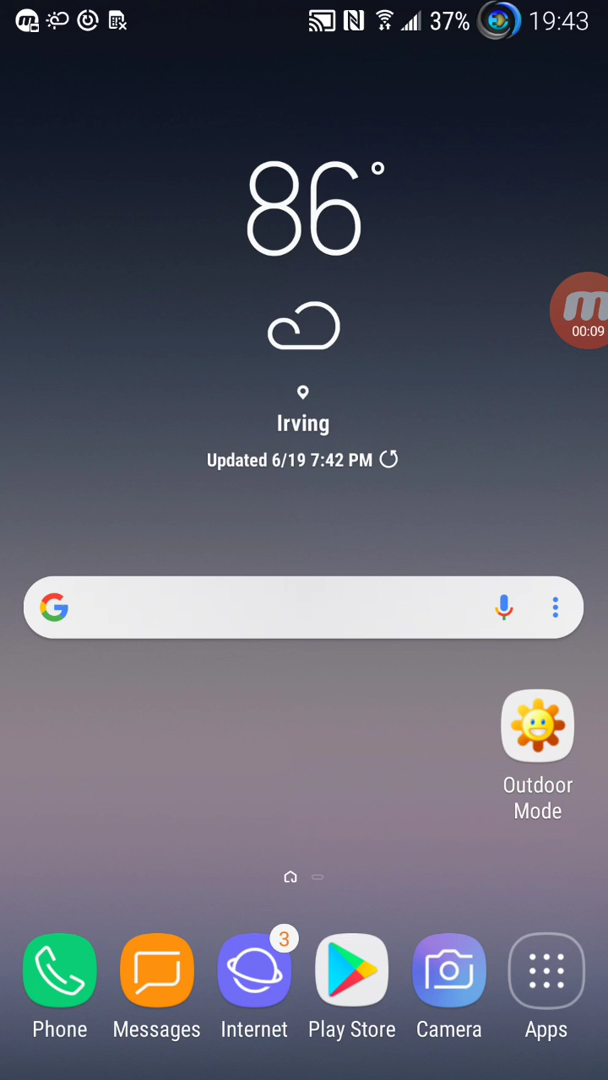 37% 19:43
86°
00:09
Irving
Updated 6/19 7:42 PM
Outdoor
Mode
3
Phone Messages Internet Play Store Camera Apps